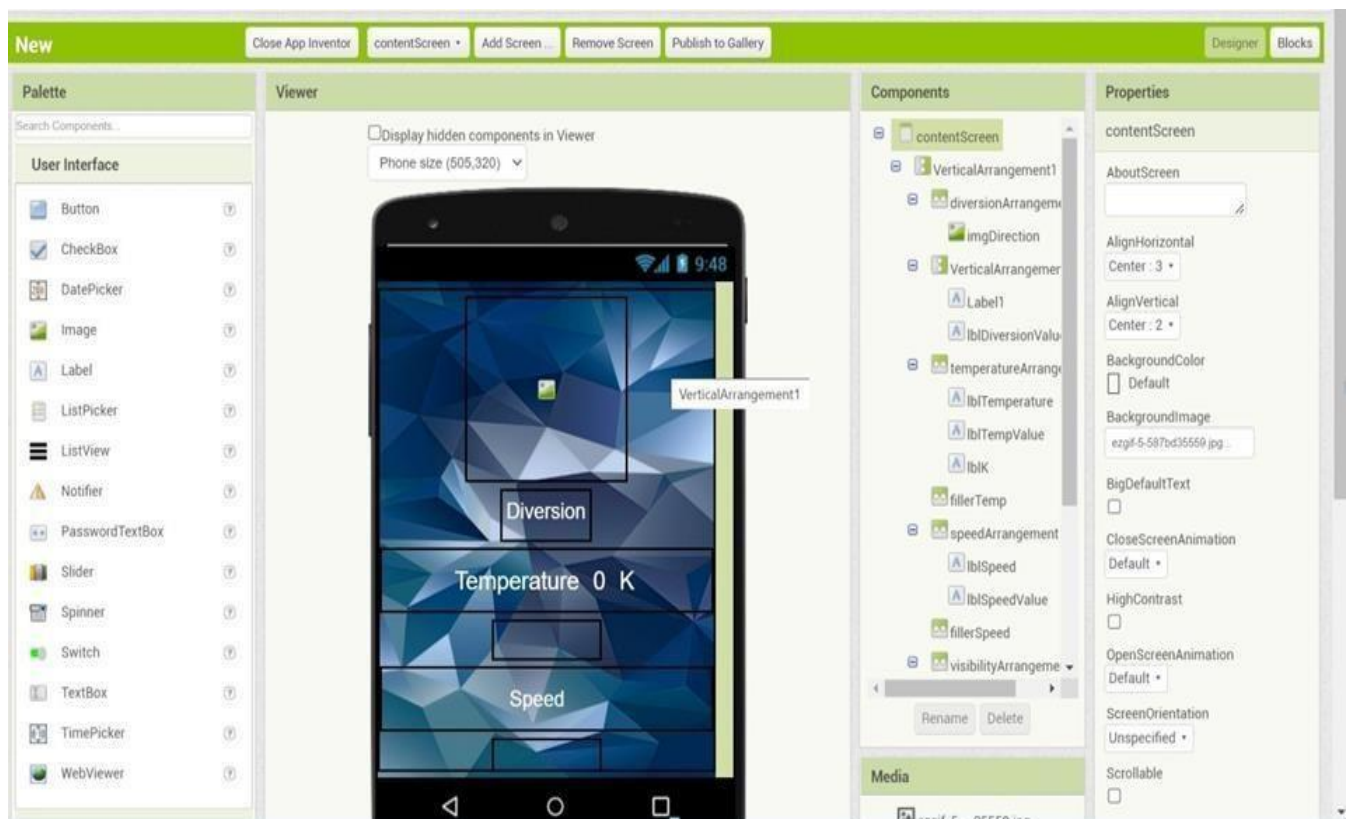 New
Close App Inventor
contentScreen
Add Screen ...
Remove Screen
Publish to Gallery
Designer
Blocks
Palette
Search Components...
User Interface
Button
CheckBox
DatePicker
Image
Label
ListPicker
ListView
Notifier
PasswordTextBox
Slider
Spinner
Switch
TextBox
TimePicker
WebViewer
Viewer
Display hidden components in Viewer
Phone size (505,320)
9:48
VerticalArrangement1
Diversion
Temperature 0 K
Speed
Components
contentScreen
VerticalArrangement1
diversionArrangeme
imgDirection
VerticalArrangemer
Label1
lblDiversionValu
temperatureArrange
lblTemperature
lblTempValue
lblK
fillerTemp
speedArrangement
lblSpeed
lblSpeedValue
fillerSpeed
visibilityArrangeme
Rename
Delete
Media
Properties
contentScreen
AboutScreen
AlignHorizontal
Center : 3
AlignVertical
Center : 2
BackgroundColor
Default
BackgroundImage
ezgif-5-587bd35559.jpg...
BigDefaultText
CloseScreenAnimation
Default
HighContrast
OpenScreenAnimation
Default
ScreenOrientation
Unspecified
Scrollable